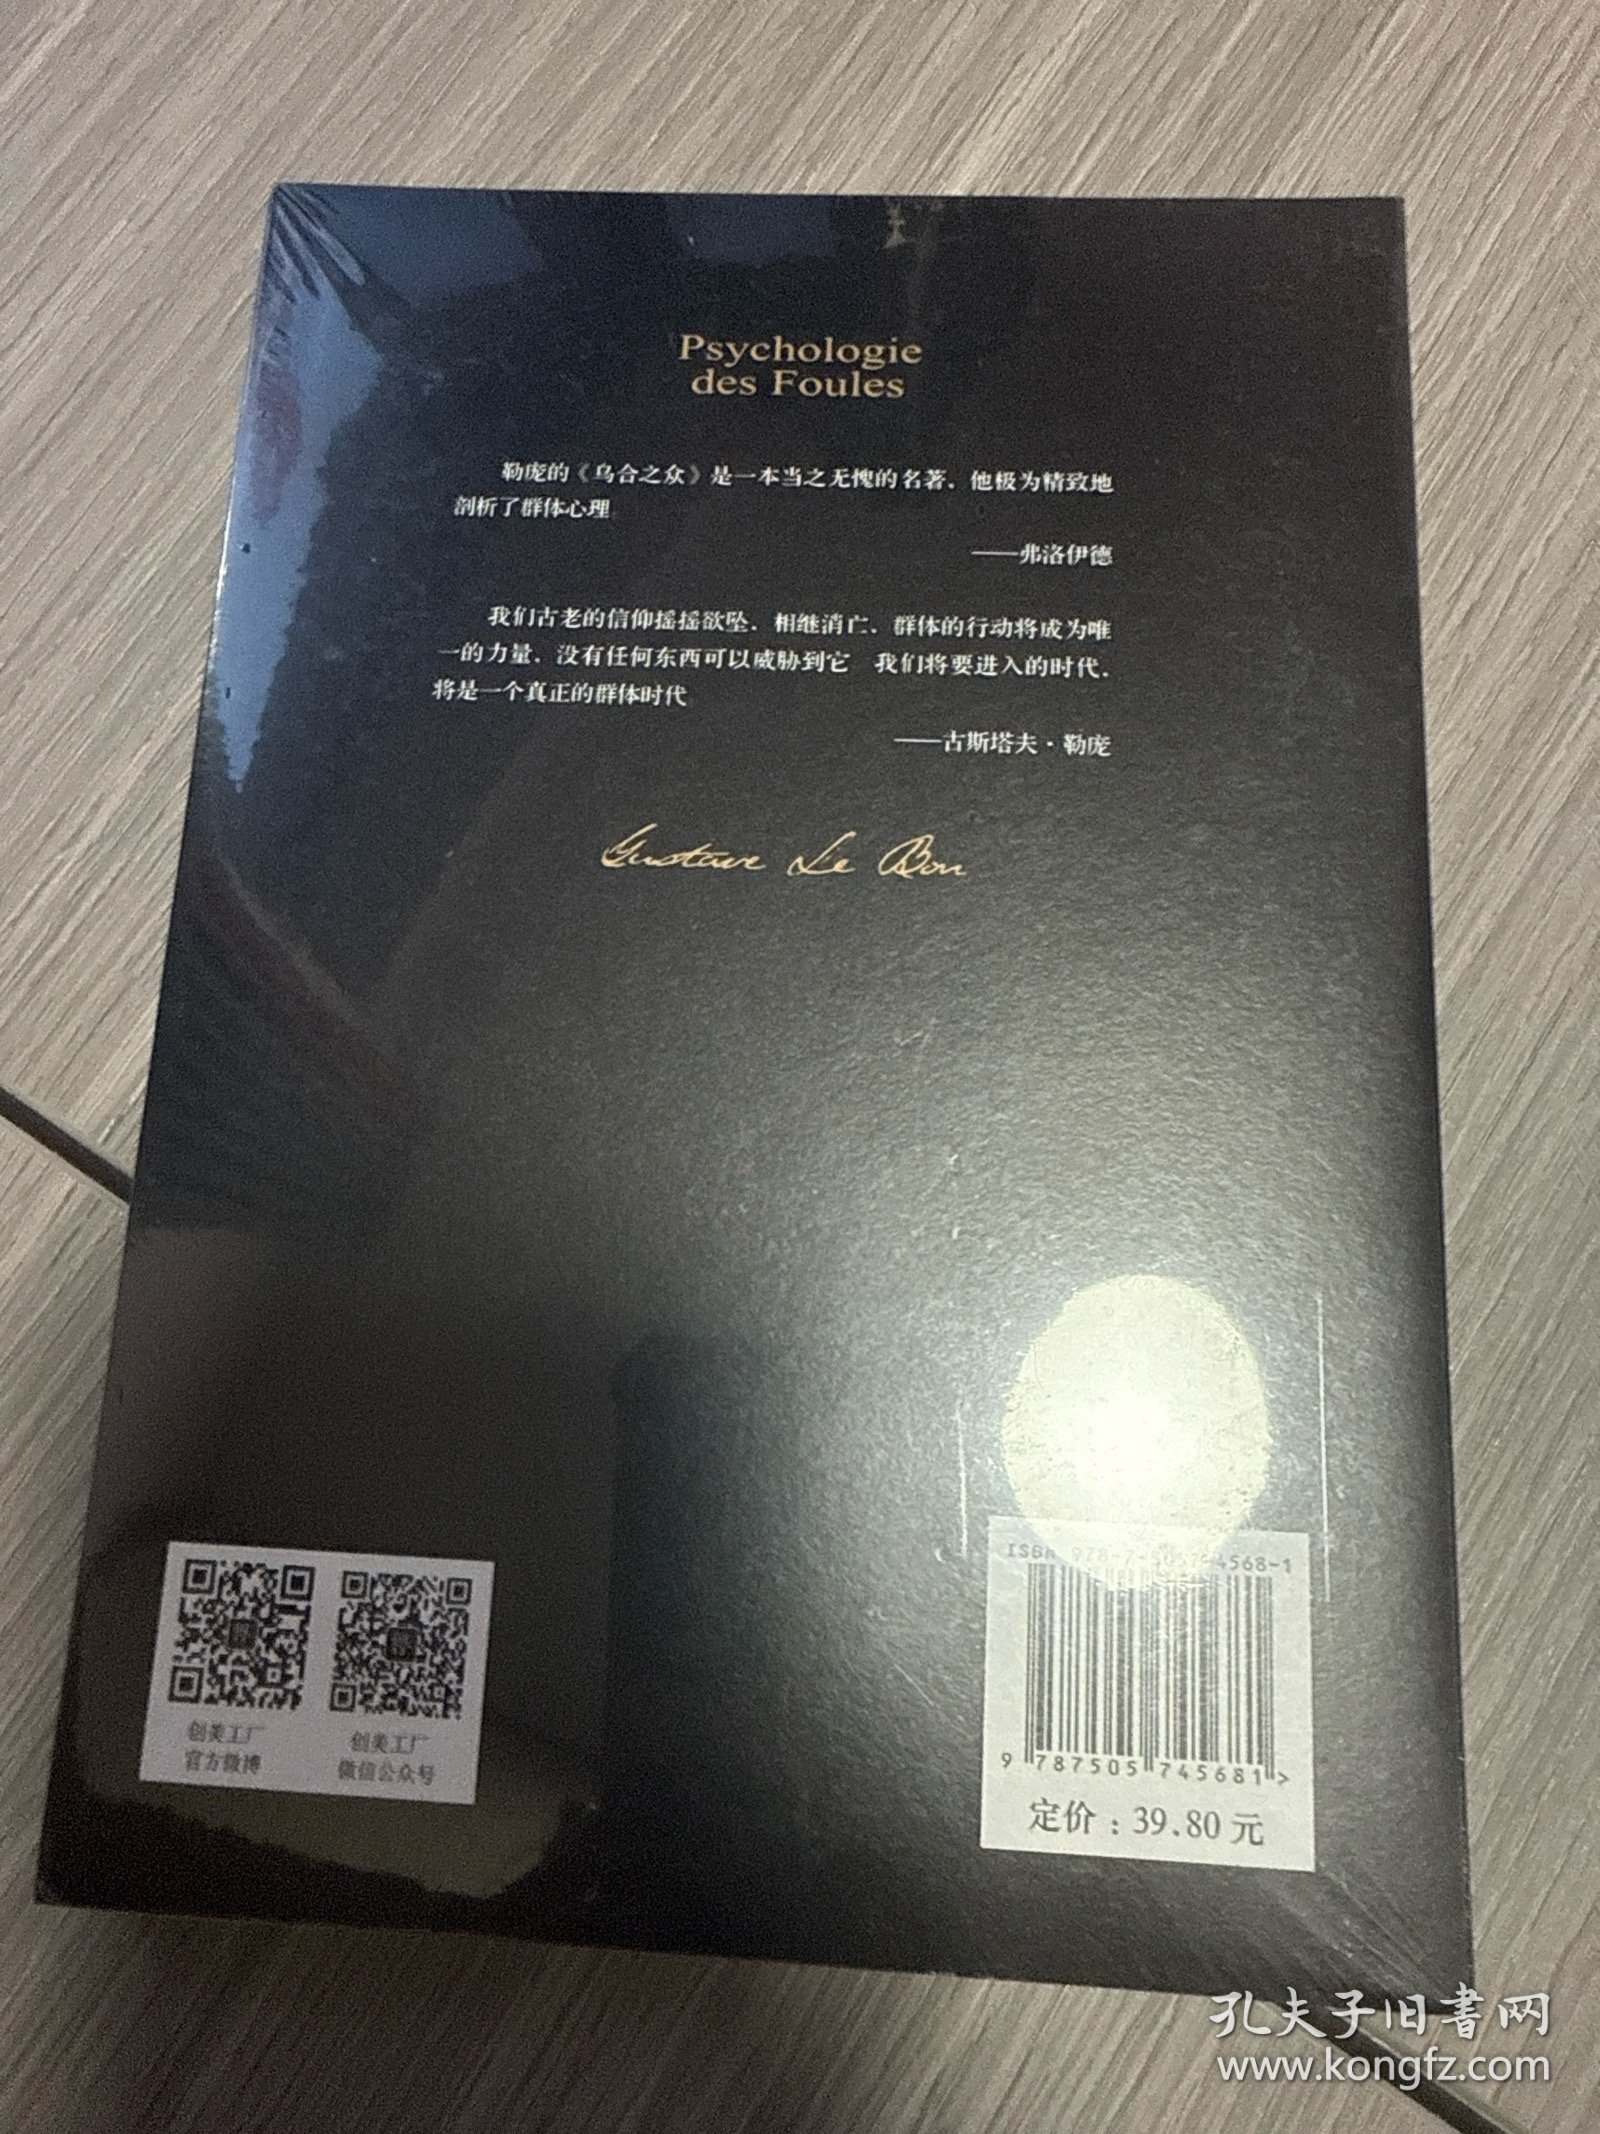 Psychologie
des Foules
勒庞的《乌合之众》是一本当之无愧的名著，他极为精致地
剖析了群体心理
——弗洛伊德
我们古老的信仰摇摇欲坠，相继消亡，群体的行动将成为唯
一的力量，没有任何东西可以威胁到它 我们将要进入的时代，
将是一个真正的群体时代
——古斯塔夫·勒庞
Gustave Le Bon
创美工厂
官方微博
创美工厂
微信公众号
ISBN 978-7-5057-4568-1
9 787505 745681 >
定价：39.80元
孔夫子旧书网
www.kongfz.com